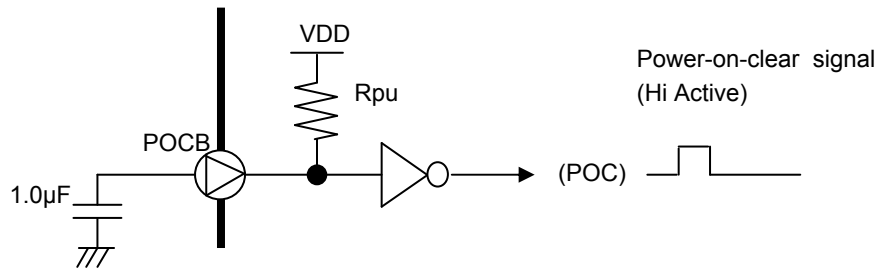 VDD
Rpu
Power-on-clear signal
(Hi Active)
POCB
1.0µF
(POC)